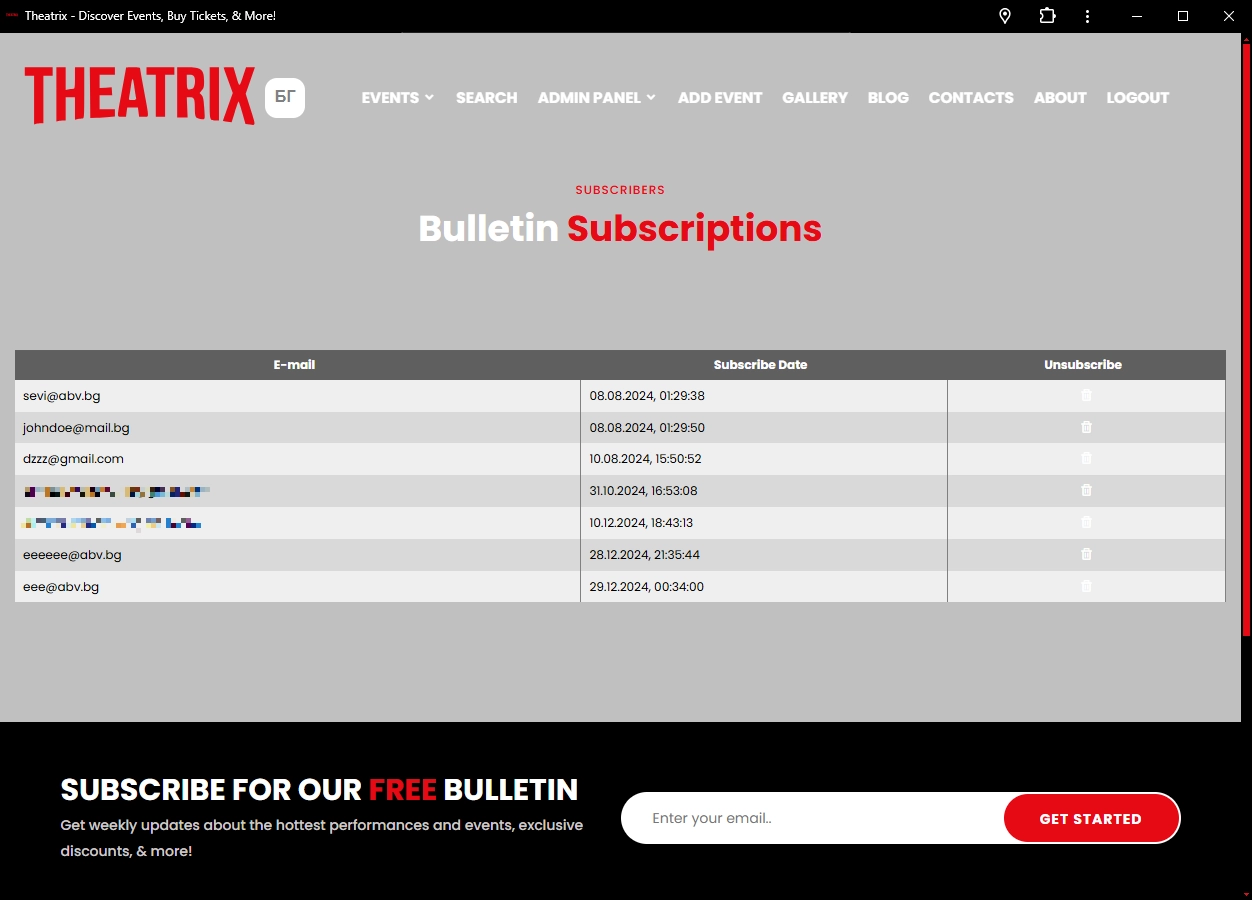 Theatrix - Discover Events, Buy Tickets, & More!
THEATRIX
БГ
EVENTS SEARCH ADMIN PANEL ADD EVENT GALLERY BLOG CONTACTS ABOUT LOGOUT
SUBSCRIBERS
Bulletin Subscriptions
E-mail Subscribe Date Unsubscribe
sevi@abv.bg 08.08.2024, 01:29:38
johndoe@mail.bg 08.08.2024, 01:29:50
dzzz@gmail.com 10.08.2024, 15:50:52
31.10.2024, 16:53:08
10.12.2024, 18:43:13
eeeeee@abv.bg 28.12.2024, 21:35:44
eee@abv.bg 29.12.2024, 00:34:00
SUBSCRIBE FOR OUR FREE BULLETIN
Get weekly updates about the hottest performances and events, exclusive
discounts, & more!
Enter your email..
GET STARTED